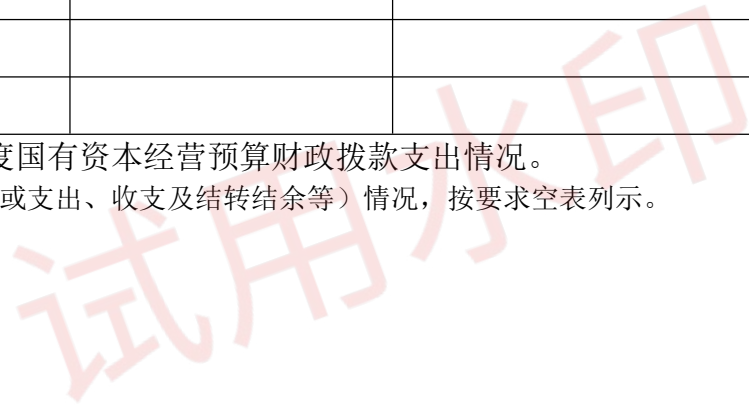 度国有资本经营预算财政拨款支出情况。
或支出、收支及结转结余等）情况，按要求空表列示。
试用水印